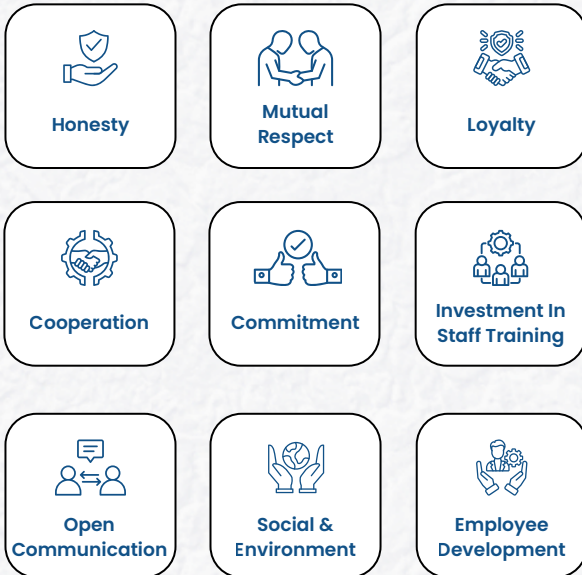 Honesty
Mutual
Respect
Loyalty
Cooperation
Commitment
Investment In
Staff Training
Open
Communication
Social &
Environment
Employee
Development